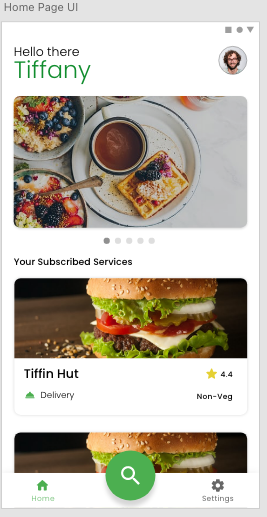 Home Page UI
Hello there
Tiffany
Your Subscribed Services
Tiffin Hut
4.4
Delivery
Non-Veg
Home
Settings